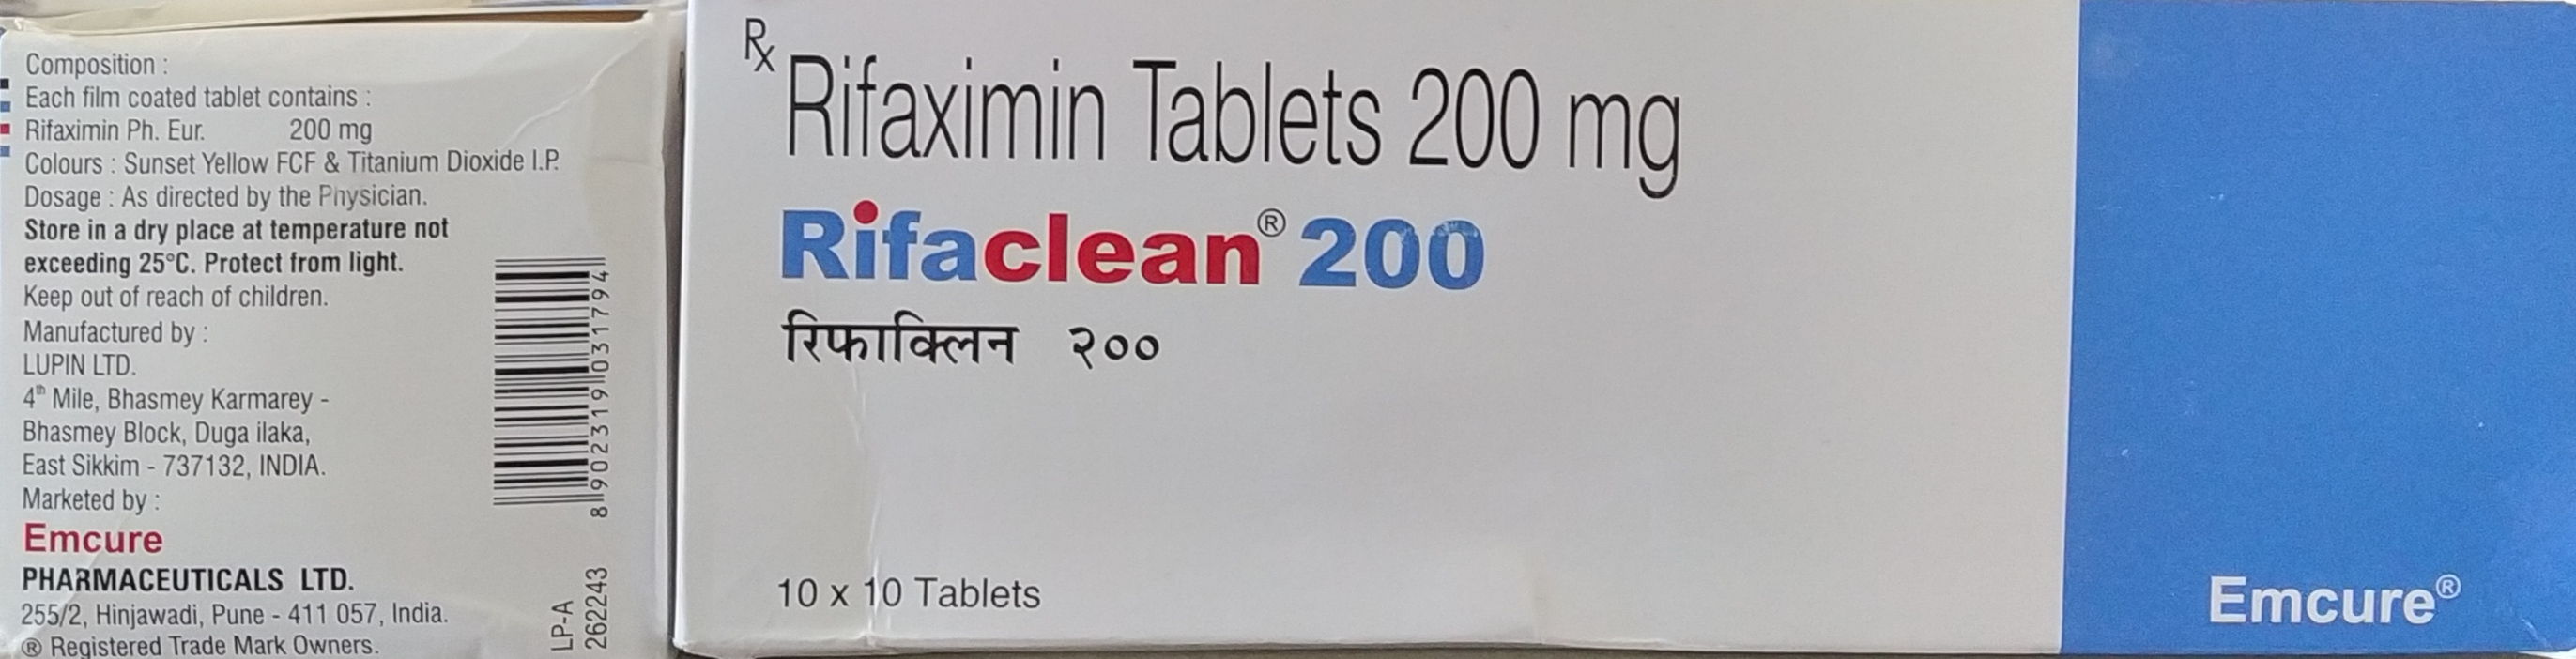 Composition :
Each film coated tablet contains :
Rifaximin Ph. Eur. 200 mg
Colours : Sunset Yellow FCF & Titanium Dioxide I.P.
Dosage : As directed by the Physician.
Store in a dry place at temperature not
exceeding 25°C. Protect from light.
Keep out of reach of children.
Manufactured by :
LUPIN LTD.
4th Mile, Bhasmey Karmarey -
Bhasmey Block, Duga ilaka,
East Sikkim - 737132, INDIA.
Marketed by :
Emcure
PHARMACEUTICALS LTD.
255/2, Hinjawadi, Pune - 411 057, India.
® Registered Trade Mark Owners.
8 902319 031794
LP-A
262243
Rx
Rifaximin Tablets 200 mg
Rifaclean® 200
रिफाक्लिन २००
10 x 10 Tablets
Emcure®